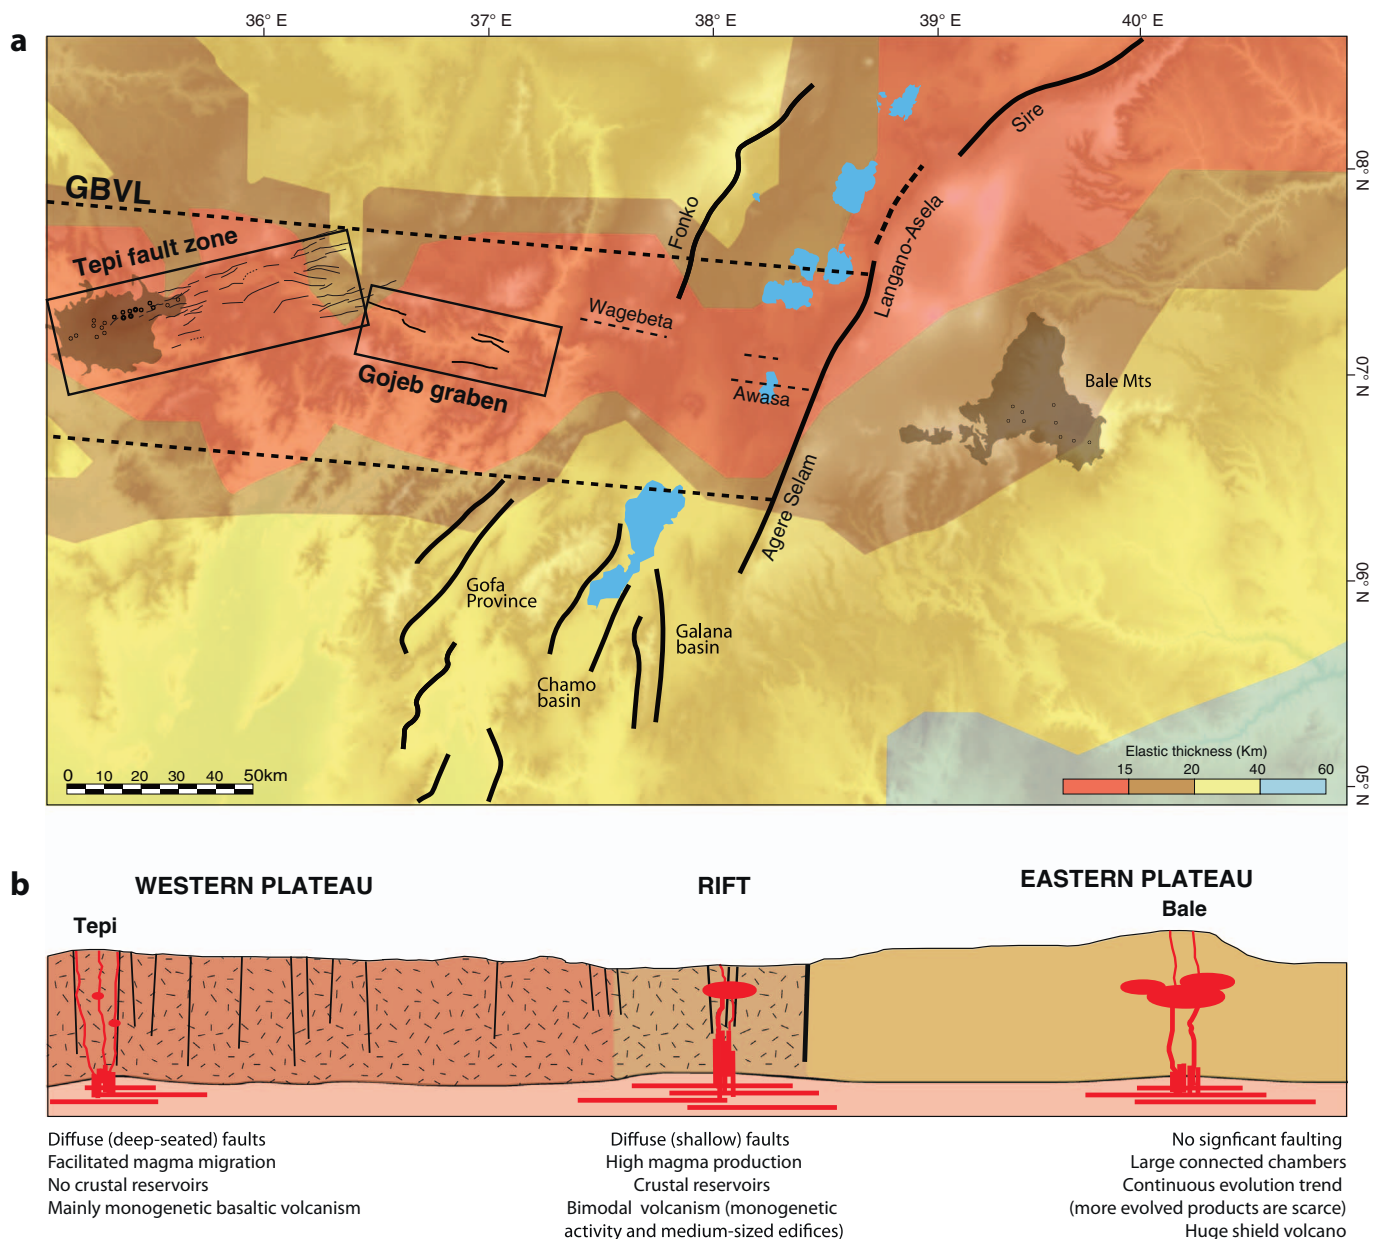 36° E
37° E
38° E
39° E
40° E
a
08° N
07° N
06° N
05° N
GBVL
Tepi fault zone
Gojeb graben
Fonko
Sire
Langano-Asela
Wagebeta
Awasa
Bale Mts
Agere Selam
Gofa
Province
Galana
basin
Chamo
basin
0 10 20 30 40 50km
Elastic thickness (Km)
15 20 40 60
b
WESTERN PLATEAU
RIFT
EASTERN PLATEAU
Tepi
Bale
Diffuse (deep-seated) faults
Facilitated magma migration
No crustal reservoirs
Mainly monogenetic basaltic volcanism
Diffuse (shallow) faults
High magma production
Crustal reservoirs
Bimodal volcanism (monogenetic
activity and medium-sized edifices)
No signficant faulting
Large connected chambers
Continuous evolution trend
(more evolved products are scarce)
Huge shield volcano